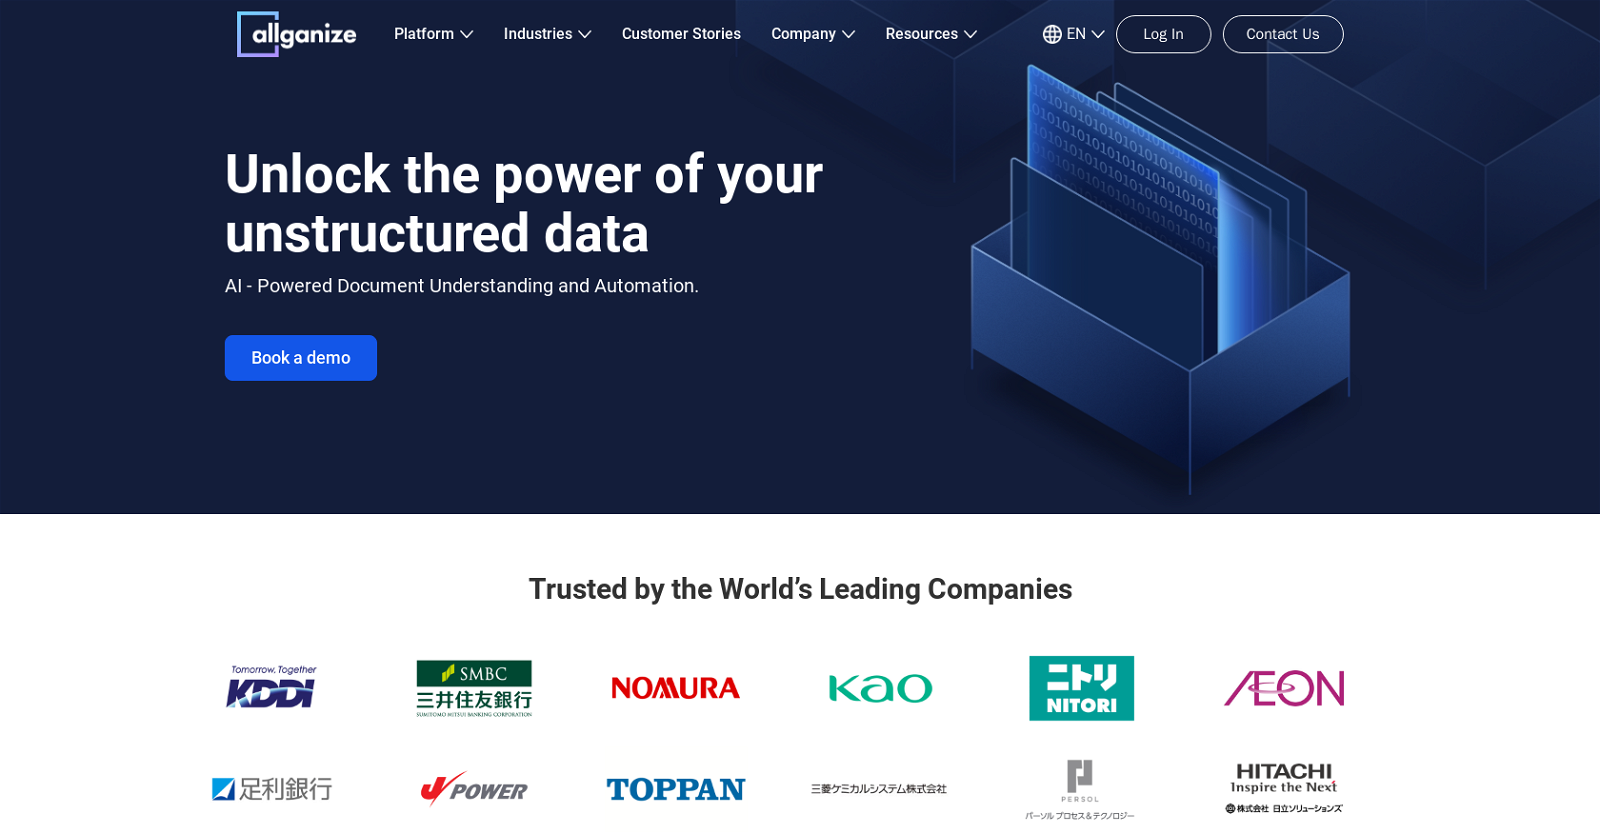 allganize
Platform
Industries
Customer Stories
Company
Resources
EN
Log In
Contact Us
Unlock the power of your
unstructured data
AI - Powered Document Understanding and Automation.
Book a demo
Trusted by the World’s Leading Companies
Tomorrow, Together
KDDI
SMBC
三井住友銀行
SUMITOMO MITSUI BANKING CORPORATION
NOMURA
Kao
ニトリ
NITORI
ÆON
足利銀行
J POWER
TOPPAN
三菱ケミカルシステム株式会社
PERSOL
パーソル プロセス&テクノロジー
HITACHI
Inspire the Next
株式会社 日立ソリューションズ